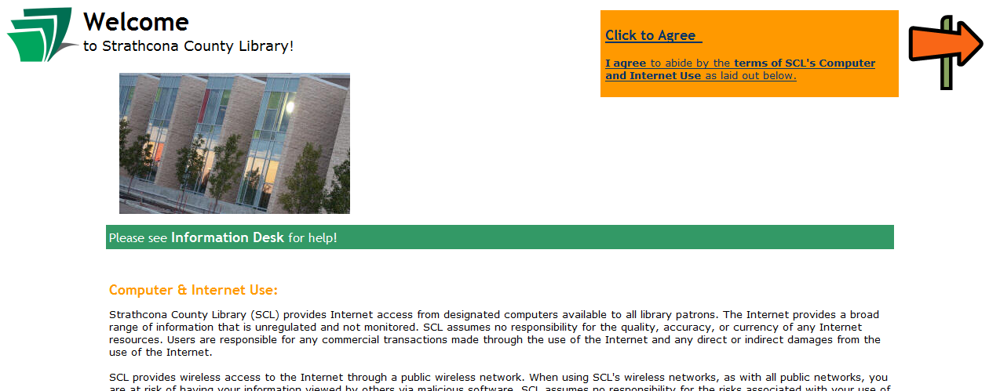 Welcome
to Strathcona County Library!
Click to Agree
I agree to abide by the terms of SCL's Computer
and Internet Use as laid out below.
Please see Information Desk for help!
Computer & Internet Use:
Strathcona County Library (SCL) provides Internet access from designated computers available to all library patrons. The Internet provides a broad
range of information that is unregulated and not monitored. SCL assumes no responsibility for the quality, accuracy, or currency of any Internet
resources. Users are responsible for any commercial transactions made through the use of the Internet and any direct or indirect damages from the
use of the Internet.
SCL provides wireless access to the Internet through a public wireless network. When using SCL's wireless networks, as with all public networks, you
are at risk of having your information viewed by others via malicious software. SCL assumes no responsibility for the risks associated with your use of